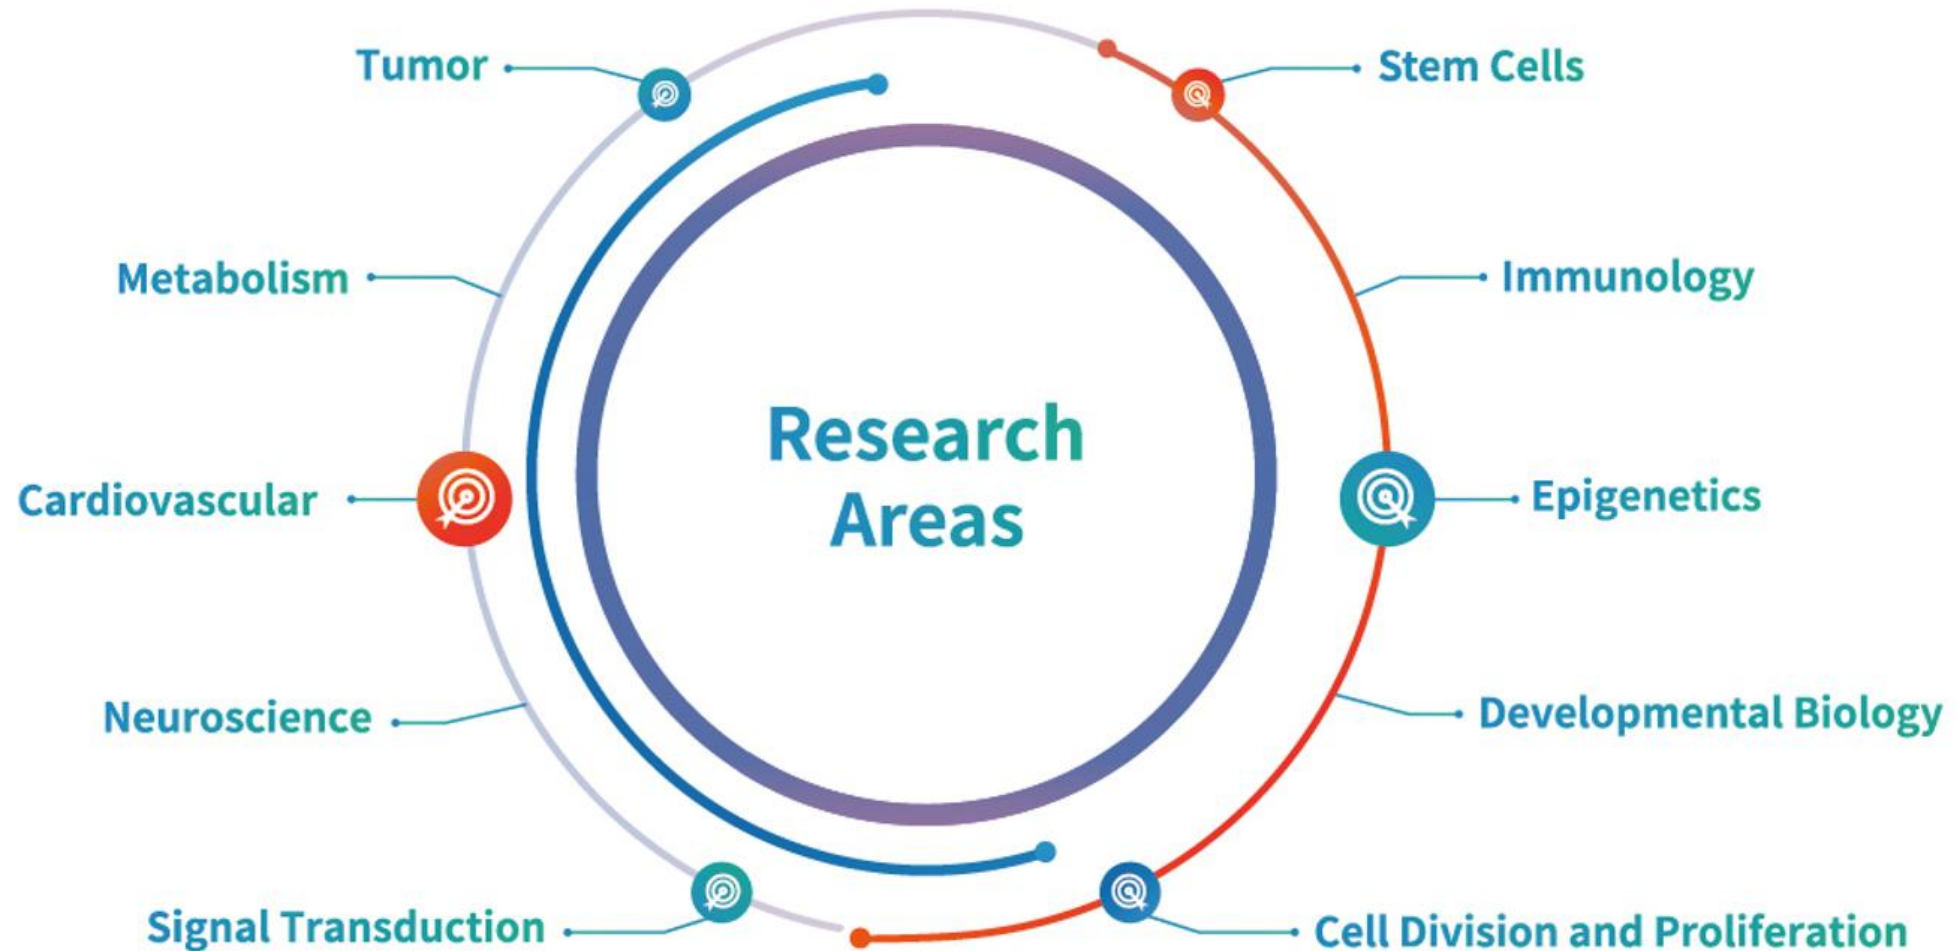 Tumor
Stem Cells
Metabolism
Immunology
Research
Areas
Cardiovascular
Epigenetics
Neuroscience
Developmental Biology
Signal Transduction
Cell Division and Proliferation